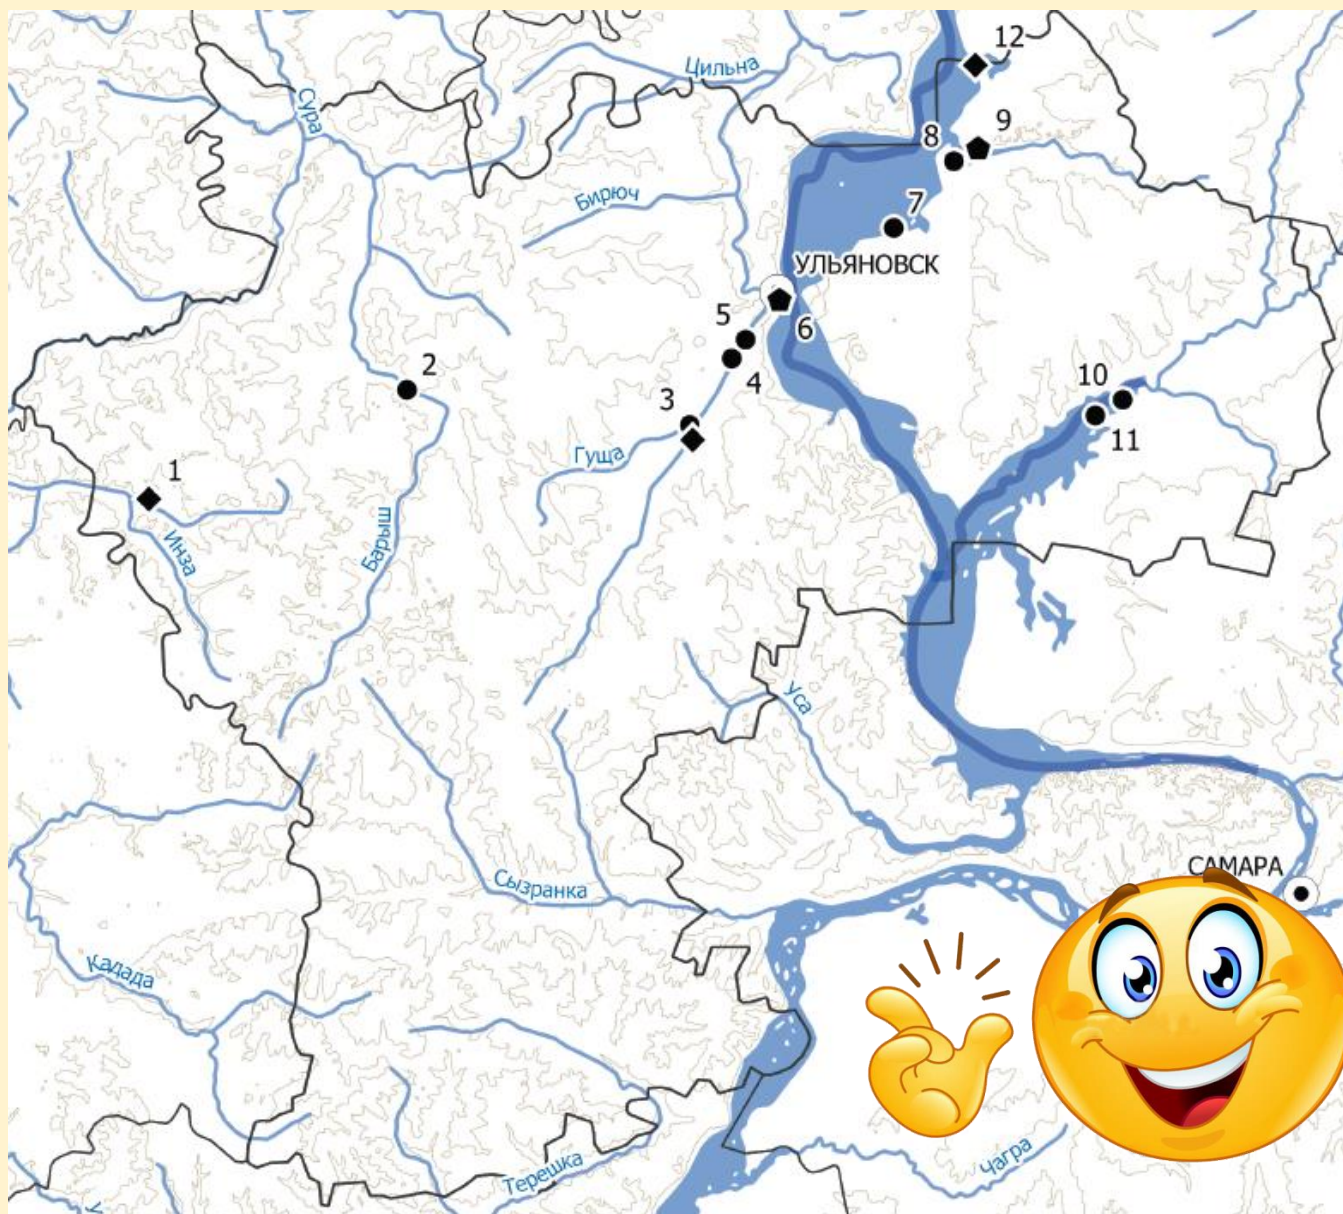 12
Цильна
Сура
8
9
Бирюч
7
УЛЬЯНОВСК
5
6
2
4
10
3
11
Гуща
1
Инза
Барыш
Уса
САМАРА
Сызранка
Кадада
Терешка
Чагра